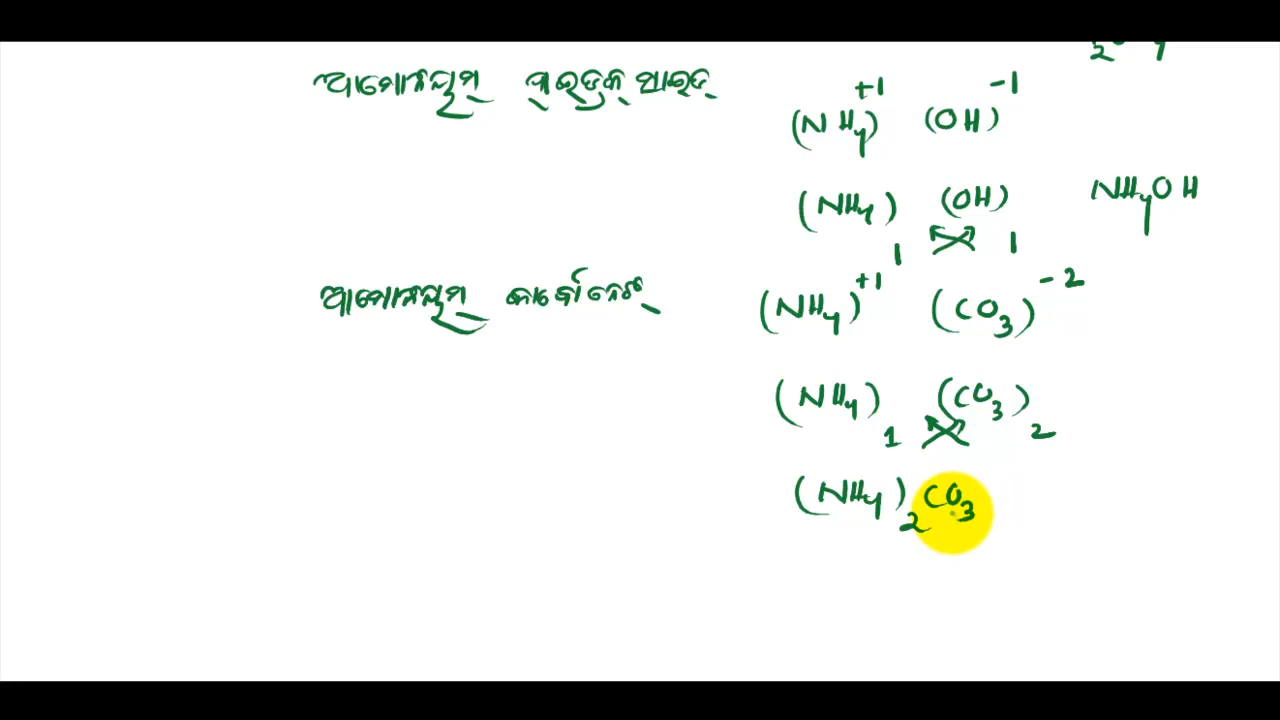 ଆମୋନିୟମ୍ ହାଇଡ୍ରକ୍ସାଇଡ୍ (NH4)+1 (OH)-1
(NH4)1 (OH)1 NH4OH
ଆମୋନିୟମ୍ କାର୍ବୋନେଟ୍ (NH4)+1 (CO3)-2
(NH4)1 (CO3)2
(NH4)2CO3